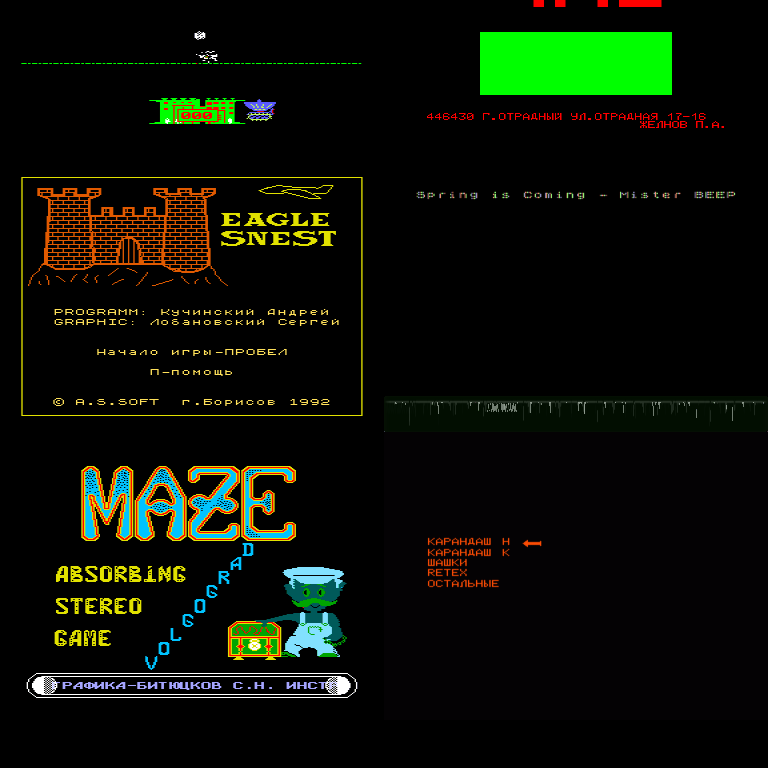 000
446430 Г.ОТРАДНЫЙ УЛ.ОТРАДНАЯ 17-16
ЖЕЛНОВ П.А.
EAGLE
SNEST
PROGRAMM: Кучинский Андрей
GRAPHIC: Лобановский Сергей
Начало игры-ПРОБЕЛ
П-помощь
© A.S.SOFT г.Борисов 1992
Spring is Coming - Mister BEEP
MAZE
ABSORBiNG
STEREO
GAME
VOLGOGRAD
ГРАФИКА-БИТЮЦКОВ С.Н. ИНСТ
КАРАНДАШ Н
КАРАНДАШ К
ШАШКИ
RETEX
ОСТАЛЬНЫЕ